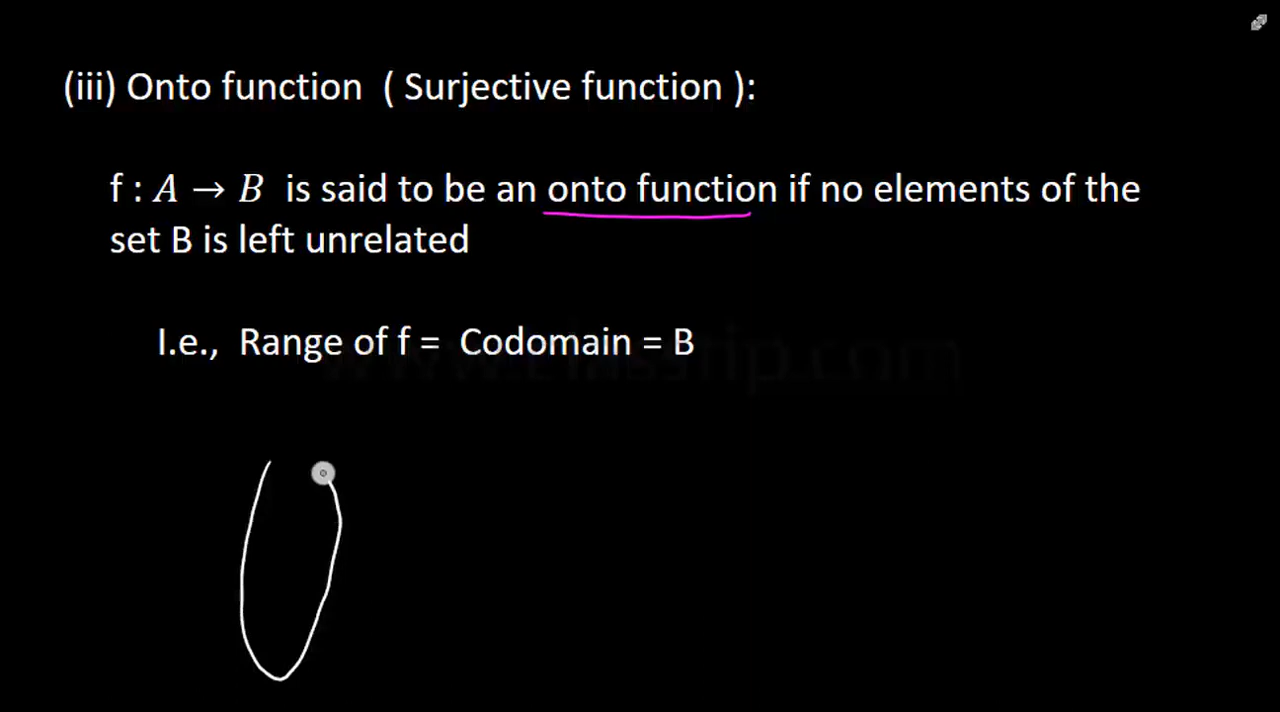 (iii) Onto function ( Surjective function ):
f : A → B is said to be an onto function if no elements of the
set B is left unrelated
I.e., Range of f = Codomain = B